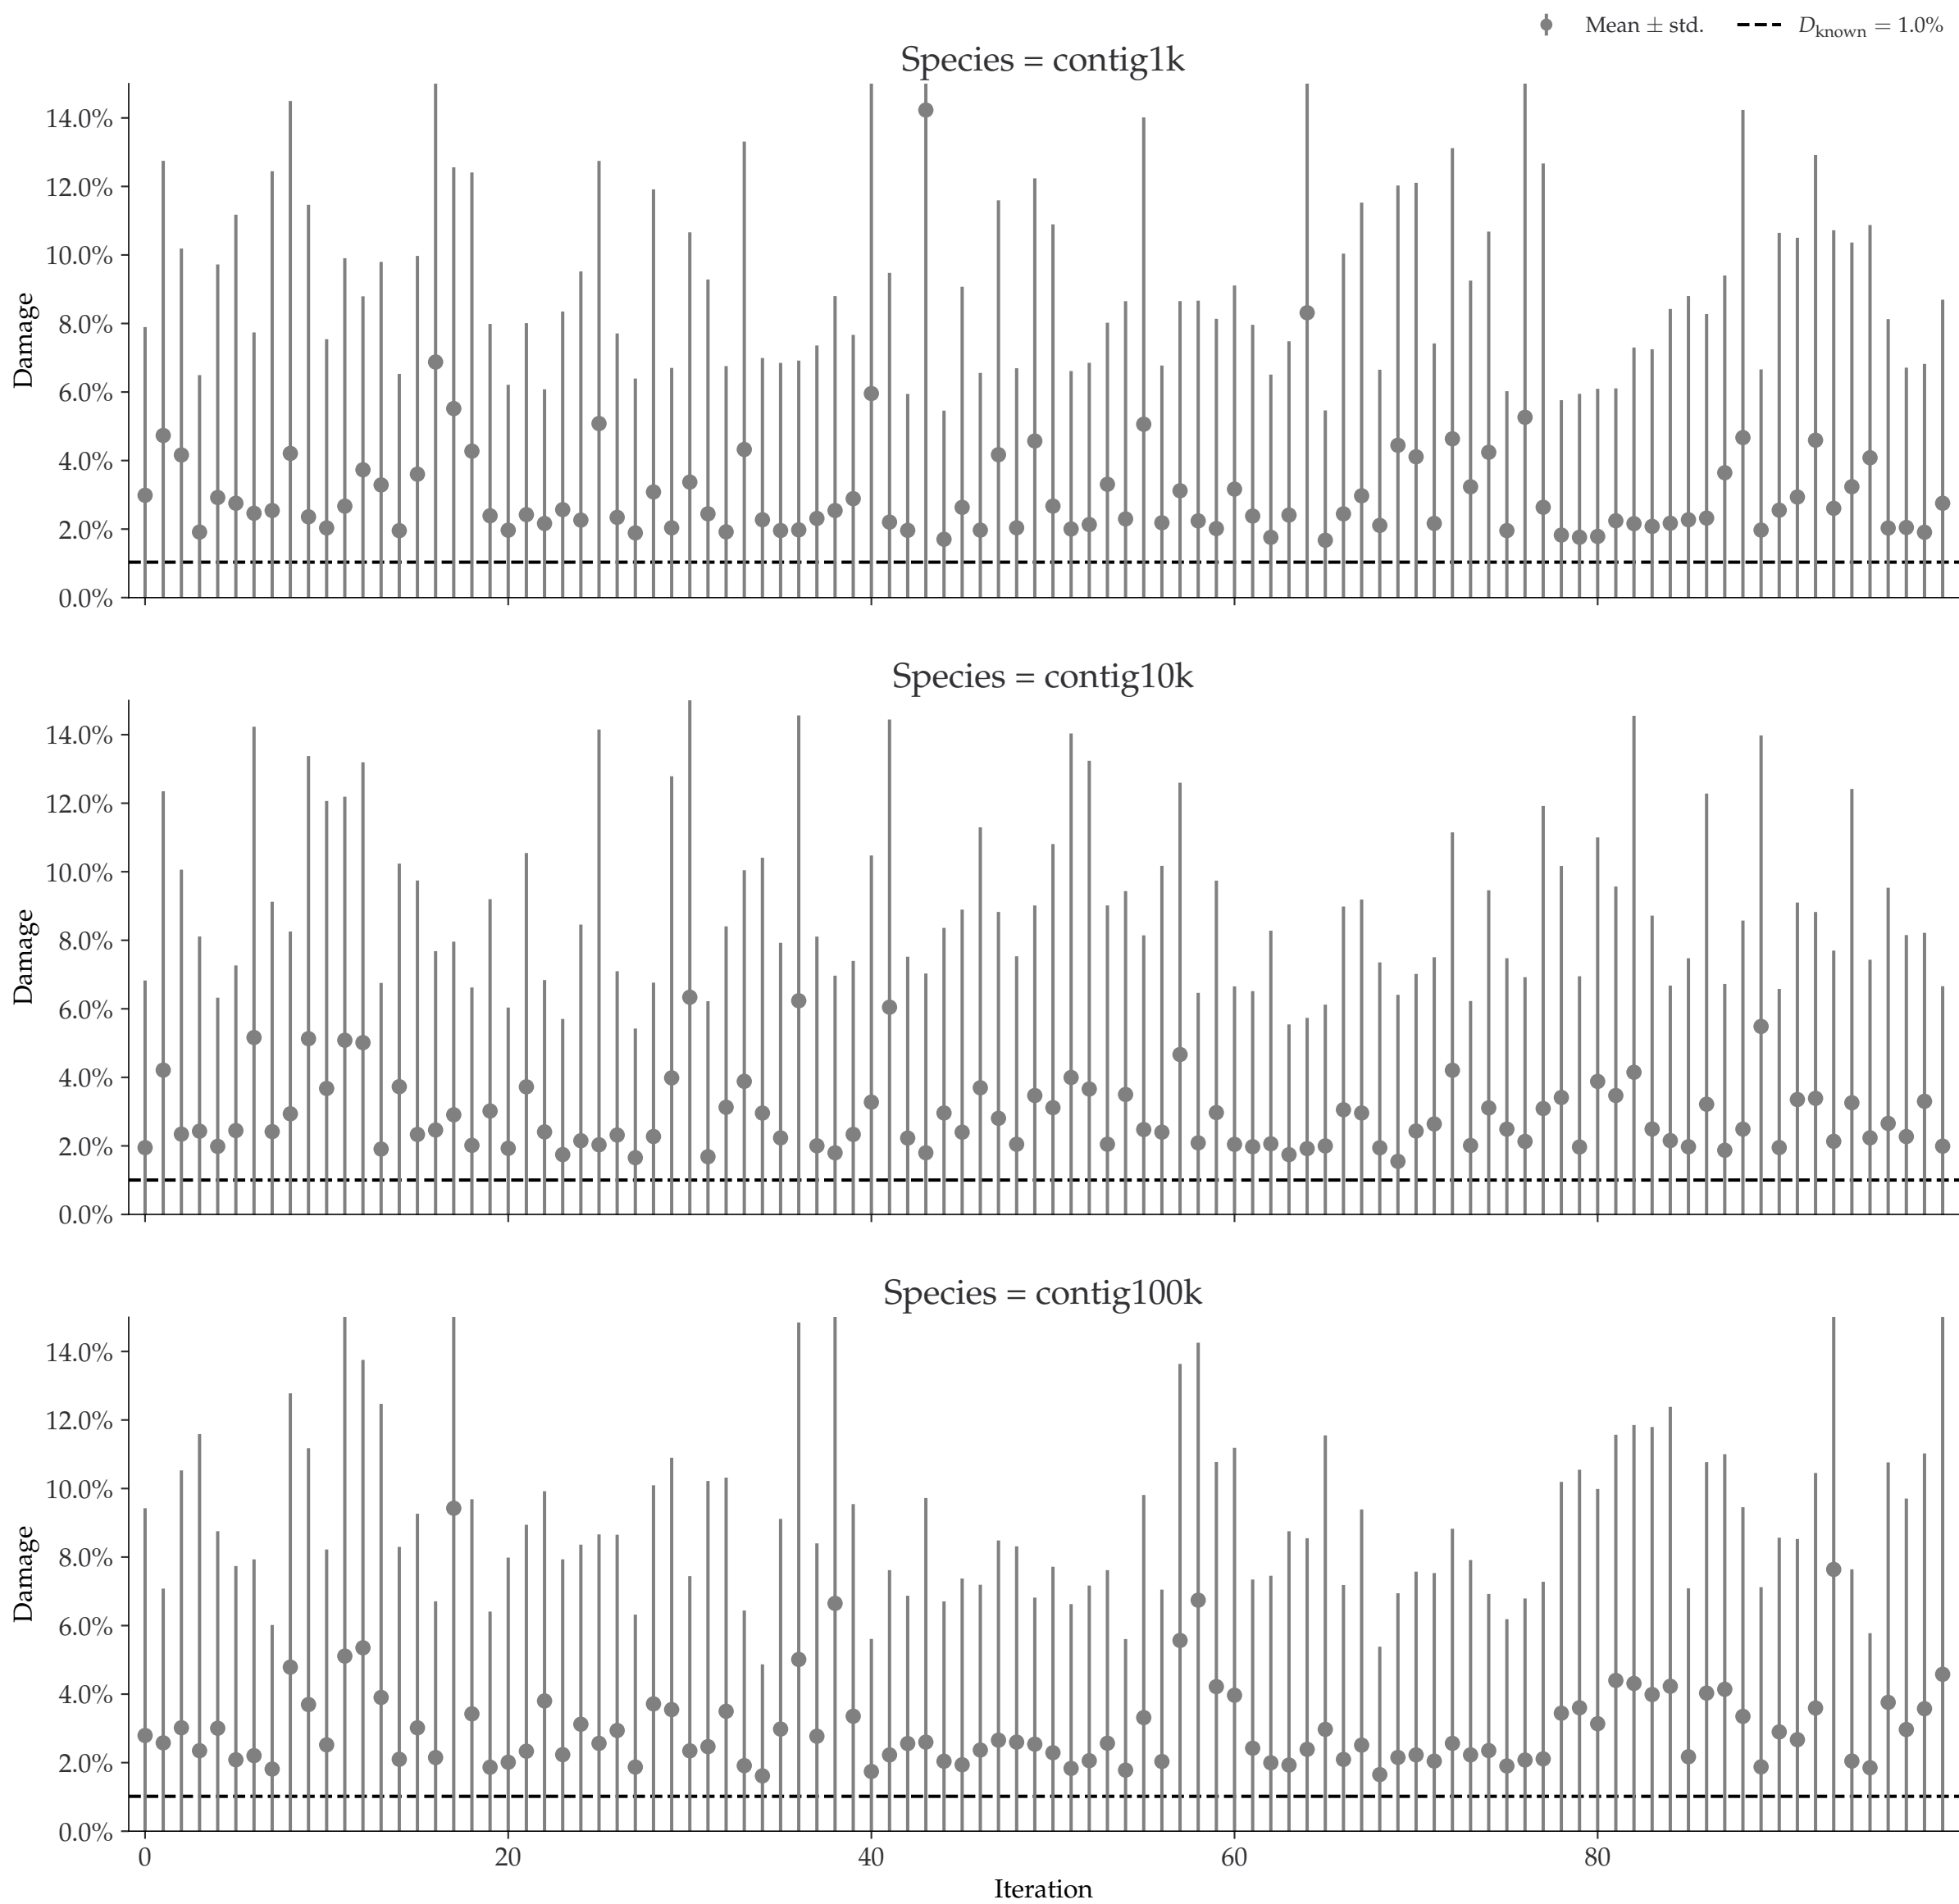 Mean ± std.
D_known = 1.0%
Species = contig1k
14.0%
12.0%
10.0%
8.0%
6.0%
4.0%
2.0%
0.0%
Damage
Species = contig10k
14.0%
12.0%
10.0%
8.0%
6.0%
4.0%
2.0%
0.0%
Damage
Species = contig100k
14.0%
12.0%
10.0%
8.0%
6.0%
4.0%
2.0%
0.0%
Damage
0 20 40 60 80
Iteration